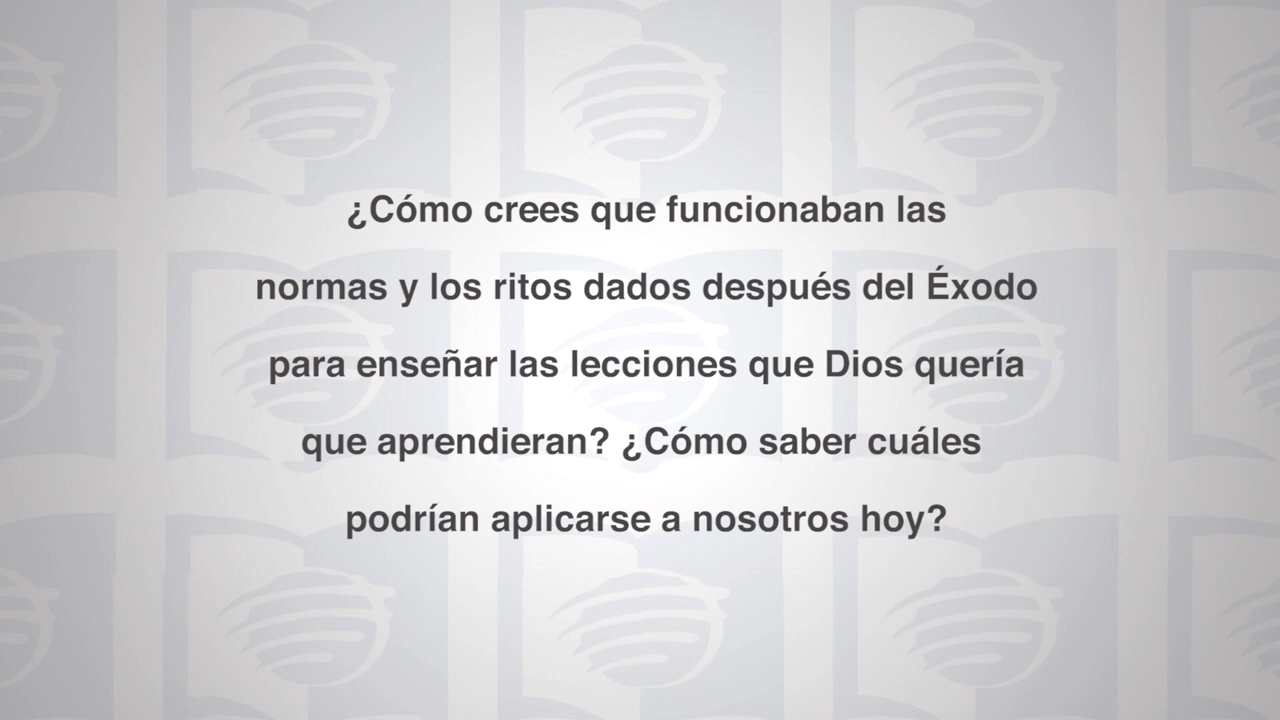 ¿Cómo crees que funcionaban las
normas y los ritos dados después del Éxodo
para enseñar las lecciones que Dios quería
que aprendieran? ¿Cómo saber cuáles
podrían aplicarse a nosotros hoy?